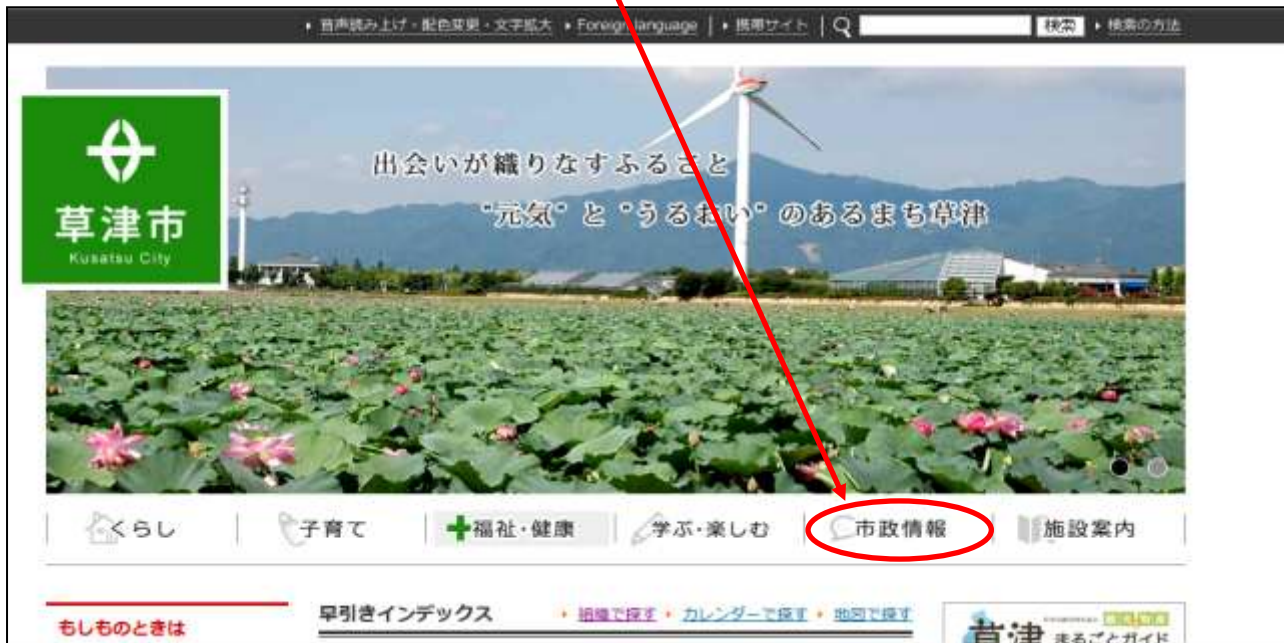 音声読み上げ・配色変更・文字拡大 Foreign language 携帯サイト 検索 検索の方法
草津市
Kusatsu City
出会いが織りなすふるさと
"元気" と "うるおい" のあるまち草津
くらし 子育て 福祉・健康 学ぶ・楽しむ 市政情報 施設案内
もしものときは
早引きインデックス ・組織で探す ・カレンダーで探す ・地図で探す
草津 まるごとガイド